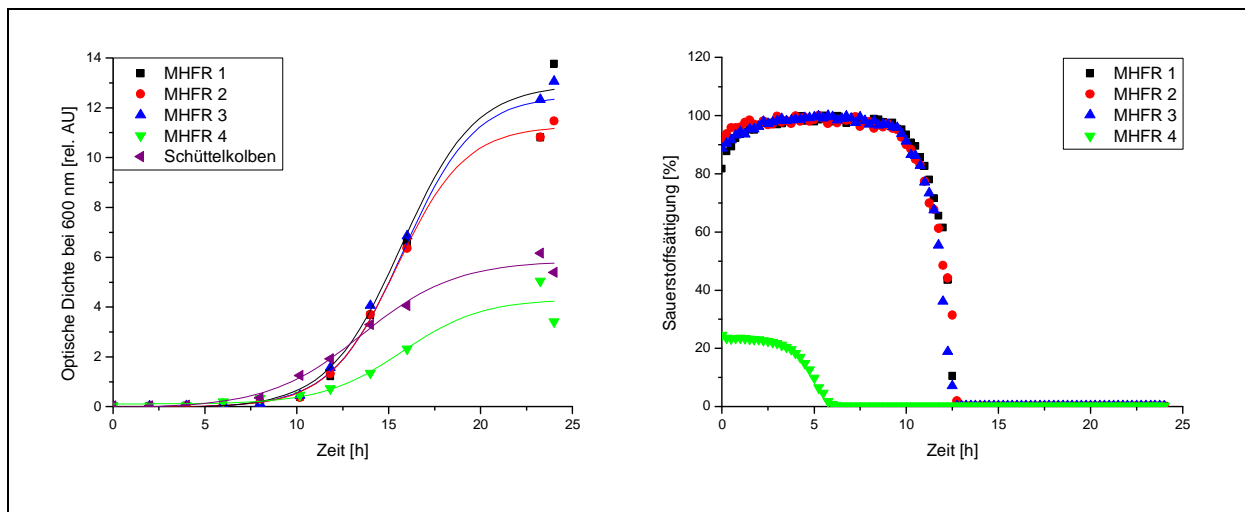 MHFR 1
MHFR 2
MHFR 3
MHFR 4
Schüttelkolben
Optische Dichte bei 600 nm [rel. AU]
14
12
10
8
6
4
2
0
0 5 10 15 20 25
Zeit [h]
MHFR 1
MHFR 2
MHFR 3
MHFR 4
Sauerstoffsättigung [%]
120
100
80
60
40
20
0
0 5 10 15 20 25
Zeit [h]